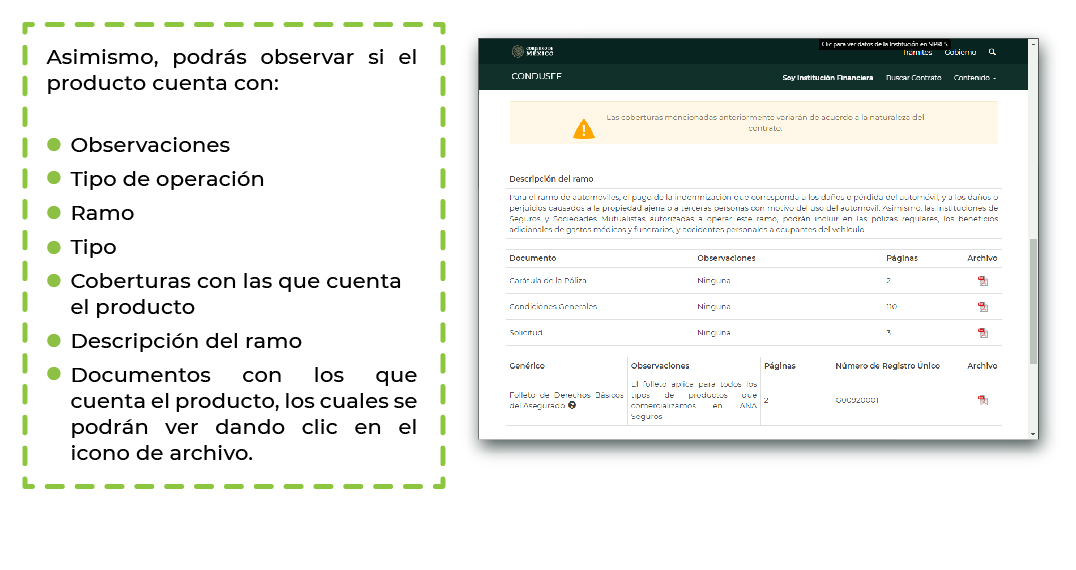 Asimismo, podrás observar si el
producto cuenta con:
Observaciones
Tipo de operación
Ramo
Tipo
Coberturas con las que cuenta
el producto
Descripción del ramo
Documentos con los que
cuenta el producto, los cuales se
podrán ver dando clic en el
icono de archivo.
GOBIERNO DE
MÉXICO
Clic para ver datos de la Institución en SIPRES
Trámites Gobierno
CONDUSEF
Soy Institución Financiera Buscar Contrato Contenido
Las coberturas mencionadas anteriormente variarán de acuerdo a la naturaleza del
contrato.
Descripción del ramo
Para el ramo de automóviles, el pago de la indemnización que corresponda a los daños o pérdida del automóvil, y a los daños o
perjuicios causados a la propiedad ajena o a terceras personas con motivo del uso del automóvil. Asimismo, las Instituciones de
Seguros y Sociedades Mutualistas autorizadas a operar este ramo, podrán incluir en las pólizas regulares, los beneficios
adicionales de gastos médicos y funerarios, y accidentes personales a ocupantes del vehículo.
Documento Observaciones Páginas Archivo
Carátula de la Póliza Ninguna 2
Condiciones Generales Ninguna 110
Solicitud Ninguna 3
Genérico Observaciones Páginas Número de Registro Único Archivo
El folleto aplica para todos los
Folleto de Derechos Básicos tipos de productos que
del Asegurado comercializamos en ANA 2 G00920001
Seguros